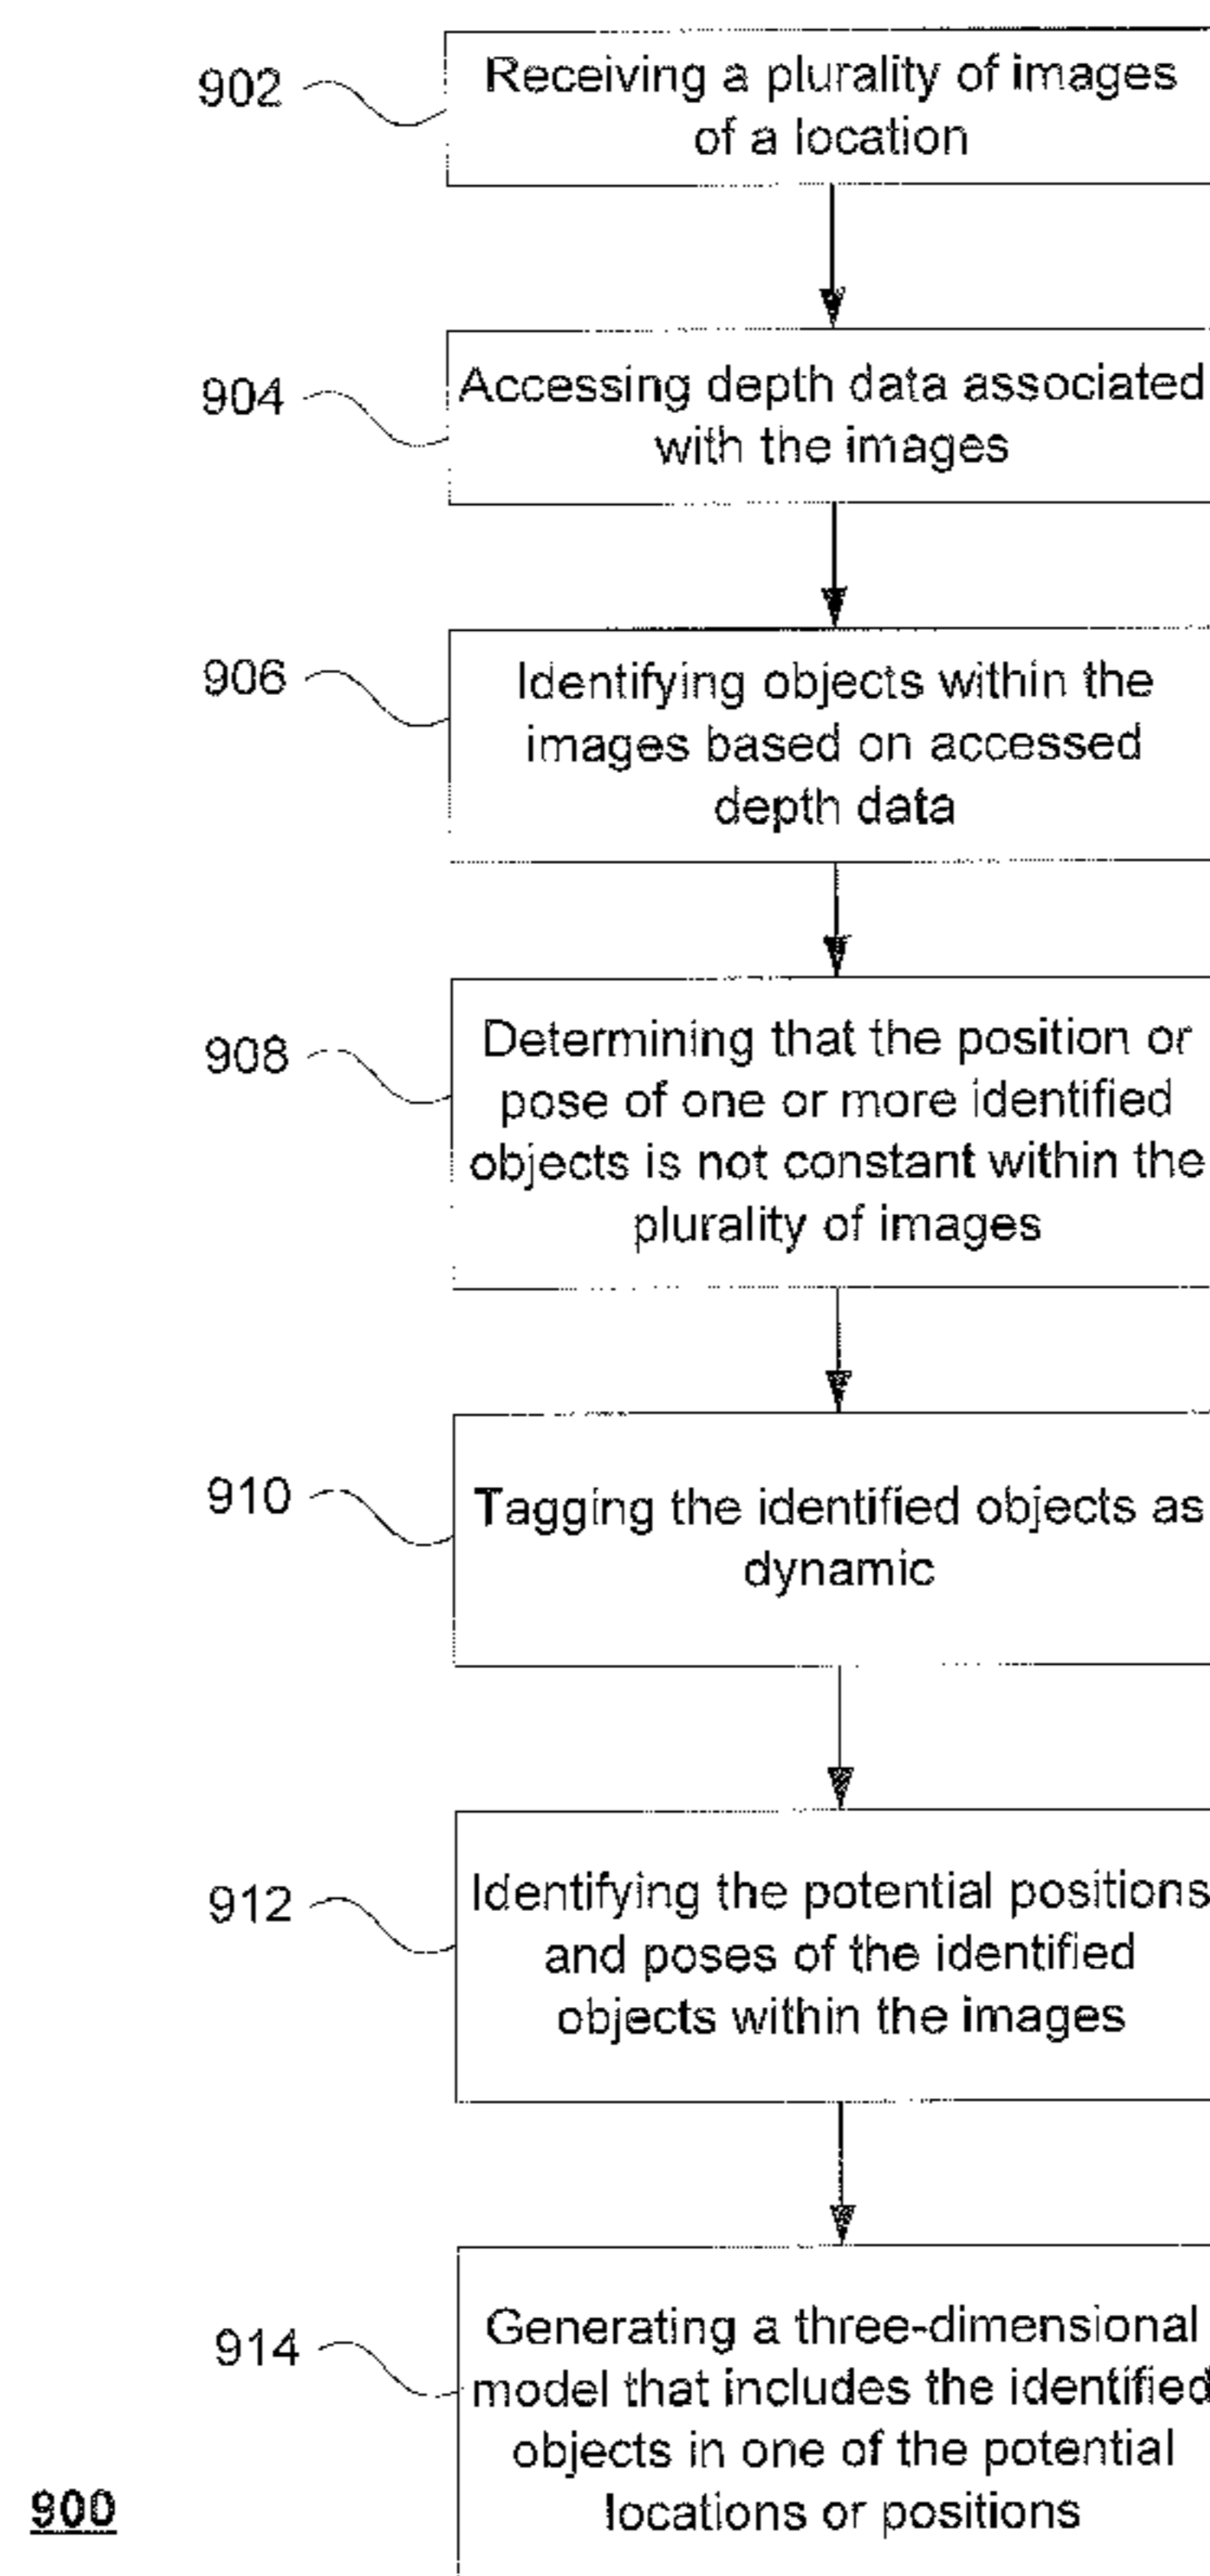 902
Receiving a plurality of images
of a location
904
Accessing depth data associated
with the images
906
Identifying objects within the
images based on accessed
depth data
908
Determining that the position or
pose of one or more identified
objects is not constant within the
plurality of images
910
Tagging the identified objects as
dynamic
912
Identifying the potential positions
and poses of the identified
objects within the images
914
Generating a three-dimensional
model that includes the identified
objects in one of the potential
locations or positions
900